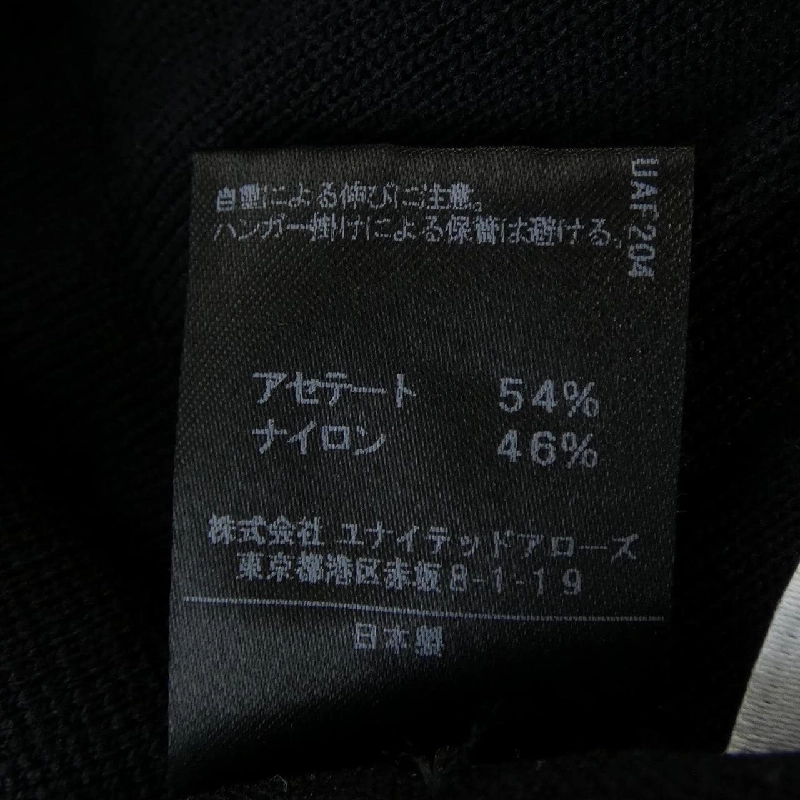 自重による伸びに注意。
ハンガー掛けによる保管は避ける。
UAF204
アセテート 54%
ナイロン 46%
株式会社 ユナイテッドアローズ
東京都港区赤坂8-1-19
日本製